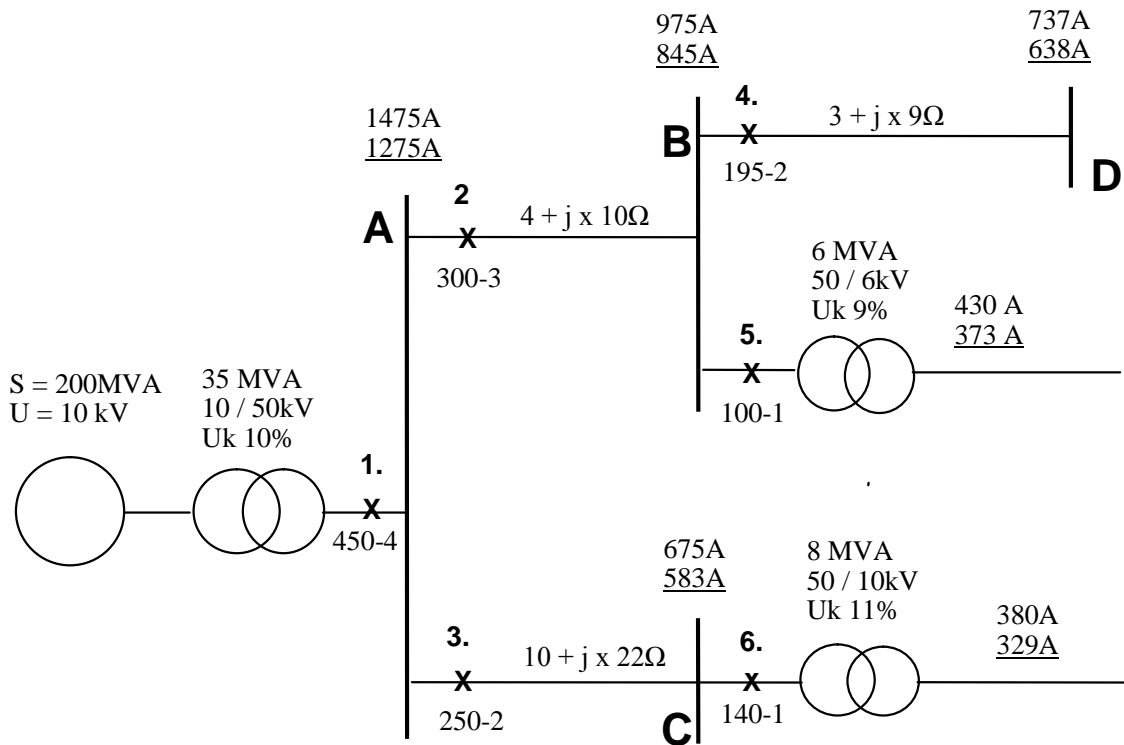 975A
845A
737A
638A
4.
3 + j x 9Ω
1475A
1275A
B
195-2
D
2
4 + j x 10Ω
A
300-3
6 MVA
50 / 6kV
Uk 9%
430 A
373 A
5.
100-1
S = 200MVA
U = 10 kV
35 MVA
10 / 50kV
Uk 10%
1.
450-4
675A
583A
8 MVA
50 / 10kV
Uk 11%
380A
329A
3.
10 + j x 22Ω
6.
250-2
C
140-1